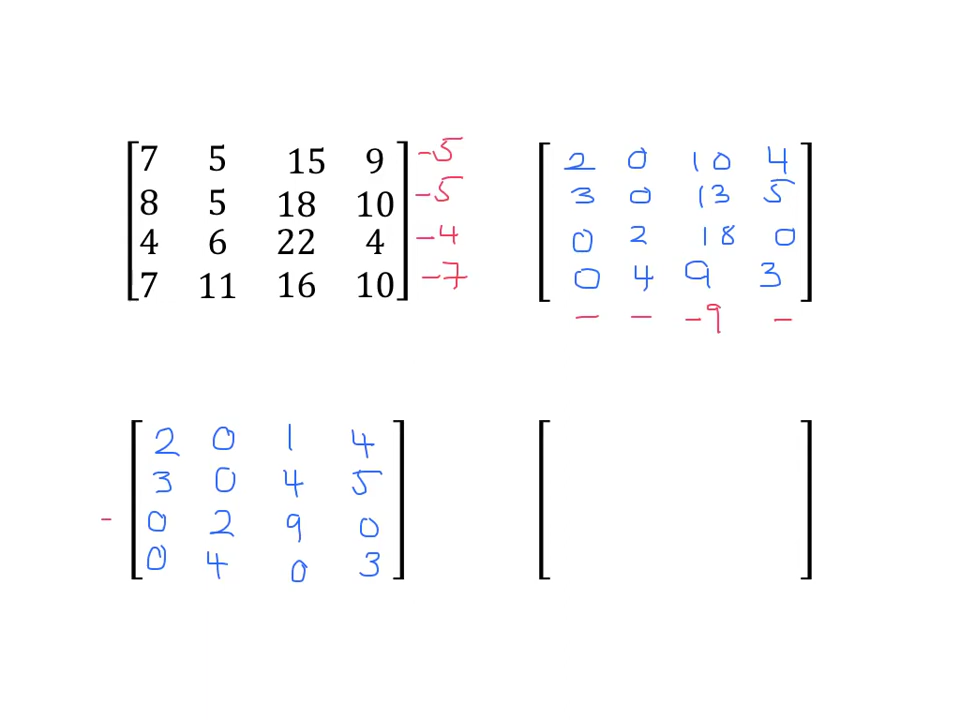 7 5 15 9 -5
8 5 18 10 -5
4 6 22 4 -4
7 11 16 10 -7
2 0 10 4
3 0 13 5
0 2 18 0
0 4 9 3
- - -9 -
2 0 1 4
3 0 4 5
- 0 2 9 0
0 4 0 3